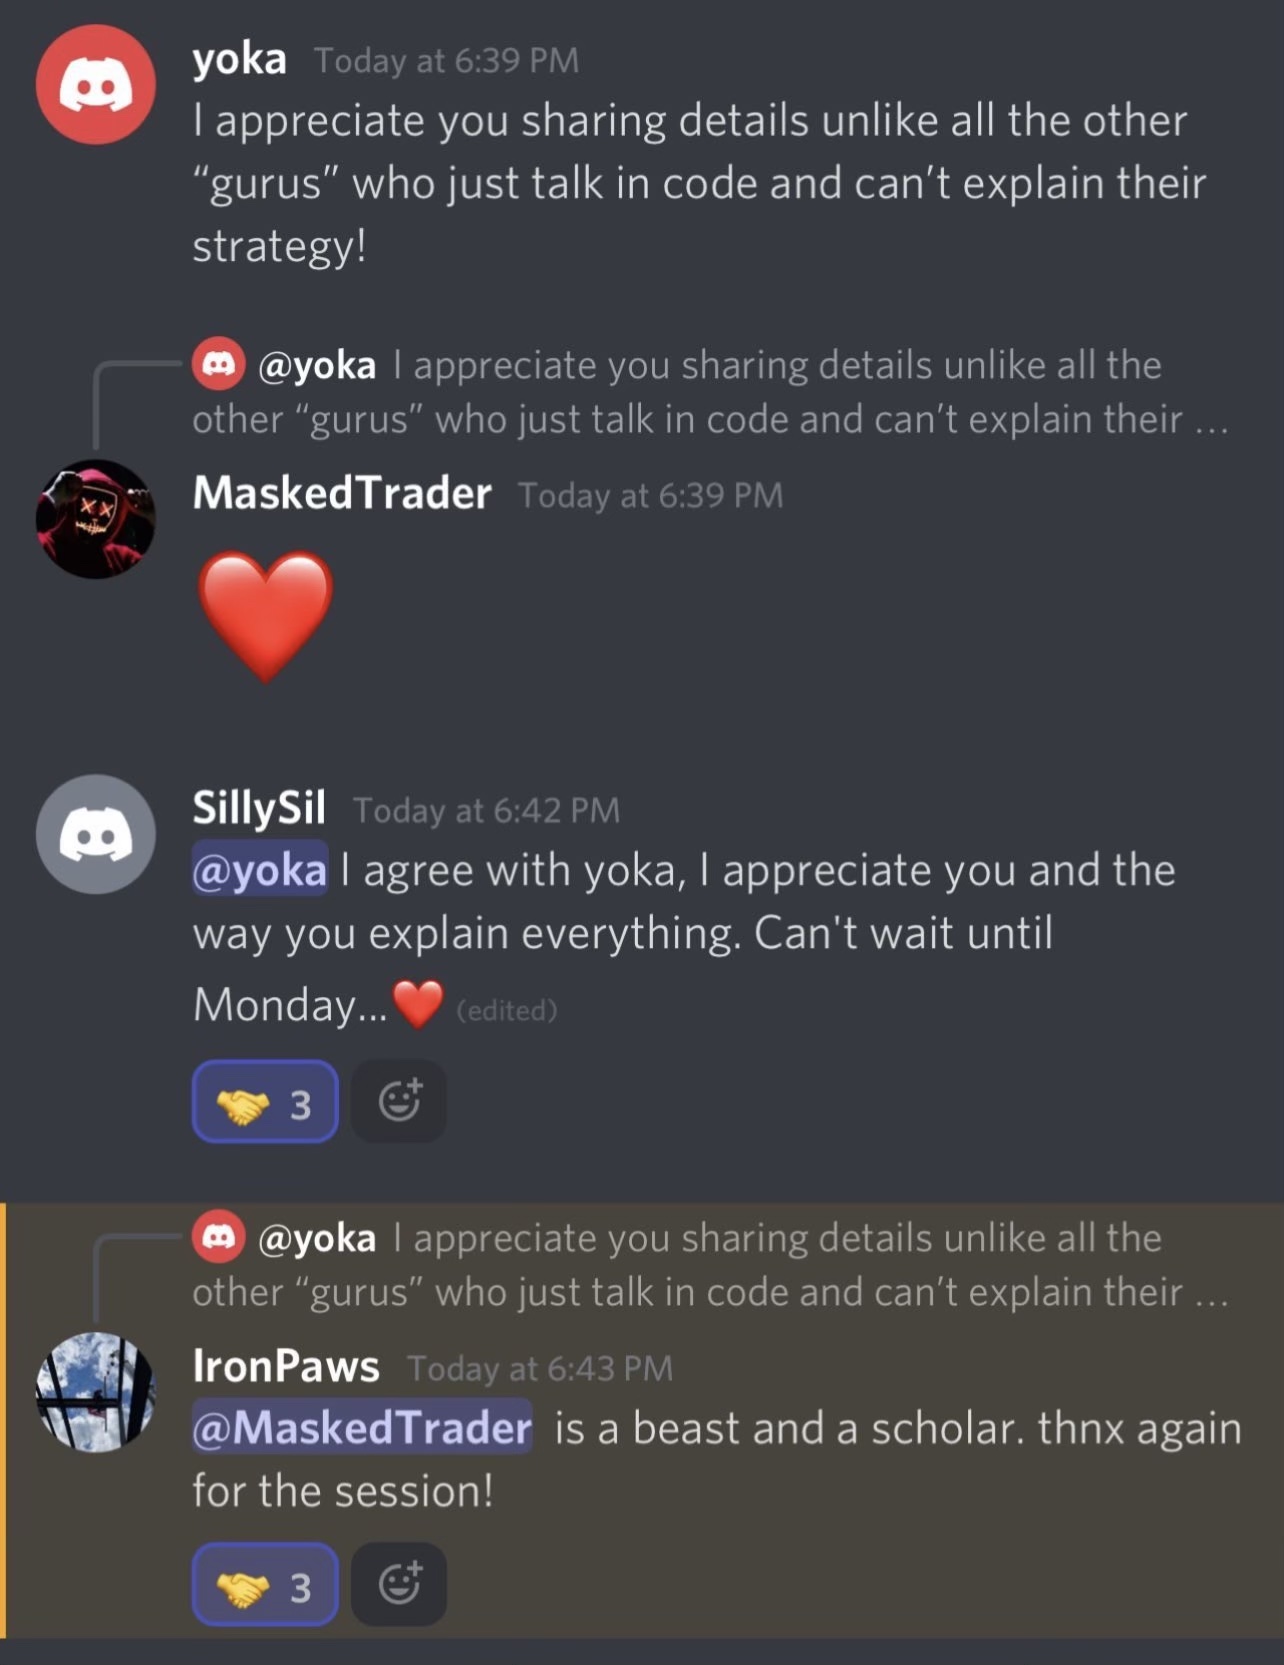 yoka Today at 6:39 PM
I appreciate you sharing details unlike all the other
“gurus” who just talk in code and can’t explain their
strategy!
@yoka I appreciate you sharing details unlike all the
other “gurus” who just talk in code and can’t explain their ...
MaskedTrader Today at 6:39 PM
❤️
SillySil Today at 6:42 PM
@yoka I agree with yoka, I appreciate you and the
way you explain everything. Can't wait until
Monday...❤️ (edited)
🤝 3
@yoka I appreciate you sharing details unlike all the
other “gurus” who just talk in code and can’t explain their ...
IronPaws Today at 6:43 PM
@MaskedTrader is a beast and a scholar. thnx again
for the session!
🤝 3